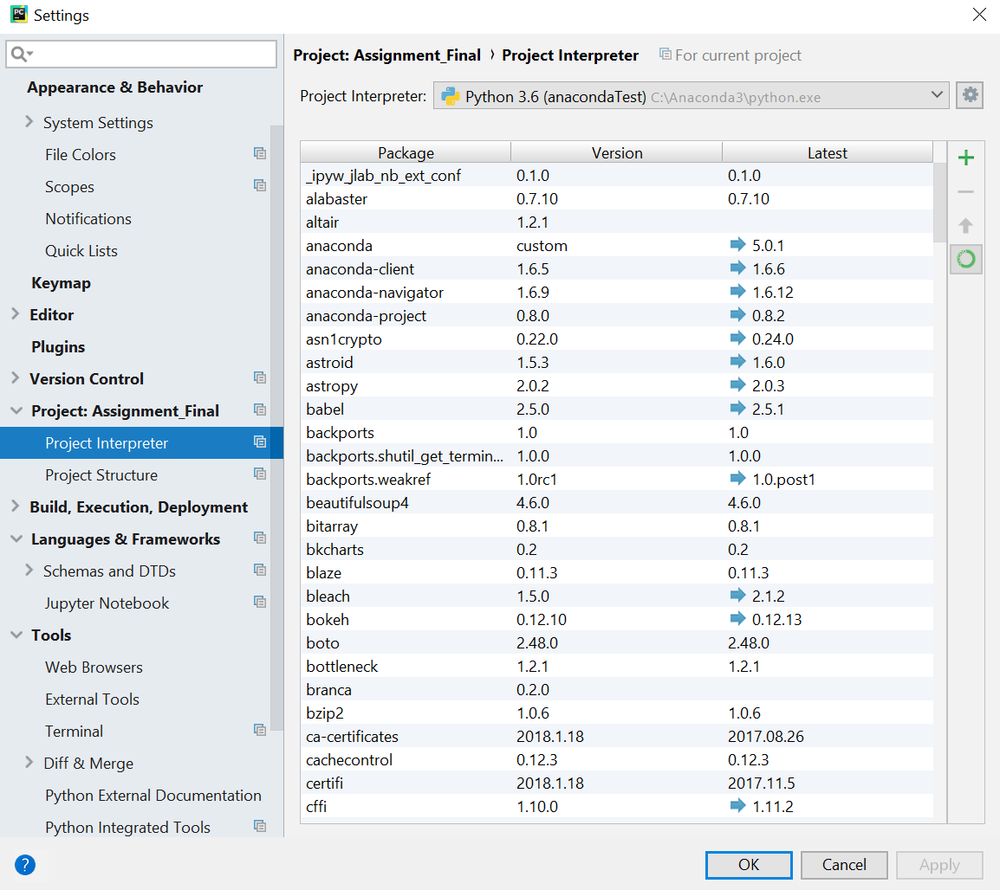 Settings
Appearance & Behavior
System Settings
File Colors
Scopes
Notifications
Quick Lists
Keymap
Editor
Plugins
Version Control
Project: Assignment_Final
Project Interpreter
Project Structure
Build, Execution, Deployment
Languages & Frameworks
Schemas and DTDs
Jupyter Notebook
Tools
Web Browsers
External Tools
Terminal
Diff & Merge
Python External Documentation
Python Integrated Tools
Project: Assignment_Final › Project Interpreter For current project
Project Interpreter: Python 3.6 (anacondaTest) C:\Anaconda3\python.exe
Package Version Latest
_ipyw_jlab_nb_ext_conf 0.1.0 0.1.0
alabaster 0.7.10 0.7.10
altair 1.2.1
anaconda custom 5.0.1
anaconda-client 1.6.5 1.6.6
anaconda-navigator 1.6.9 1.6.12
anaconda-project 0.8.0 0.8.2
asn1crypto 0.22.0 0.24.0
astroid 1.5.3 1.6.0
astropy 2.0.2 2.0.3
babel 2.5.0 2.5.1
backports 1.0 1.0
backports.shutil_get_termin... 1.0.0 1.0.0
backports.weakref 1.0rc1 1.0.post1
beautifulsoup4 4.6.0 4.6.0
bitarray 0.8.1 0.8.1
bkcharts 0.2 0.2
blaze 0.11.3 0.11.3
bleach 1.5.0 2.1.2
bokeh 0.12.10 0.12.13
boto 2.48.0 2.48.0
bottleneck 1.2.1 1.2.1
branca 0.2.0
bzip2 1.0.6 1.0.6
ca-certificates 2018.1.18 2017.08.26
cachecontrol 0.12.3 0.12.3
certifi 2018.1.18 2017.11.5
cffi 1.10.0 1.11.2
? OK Cancel Apply